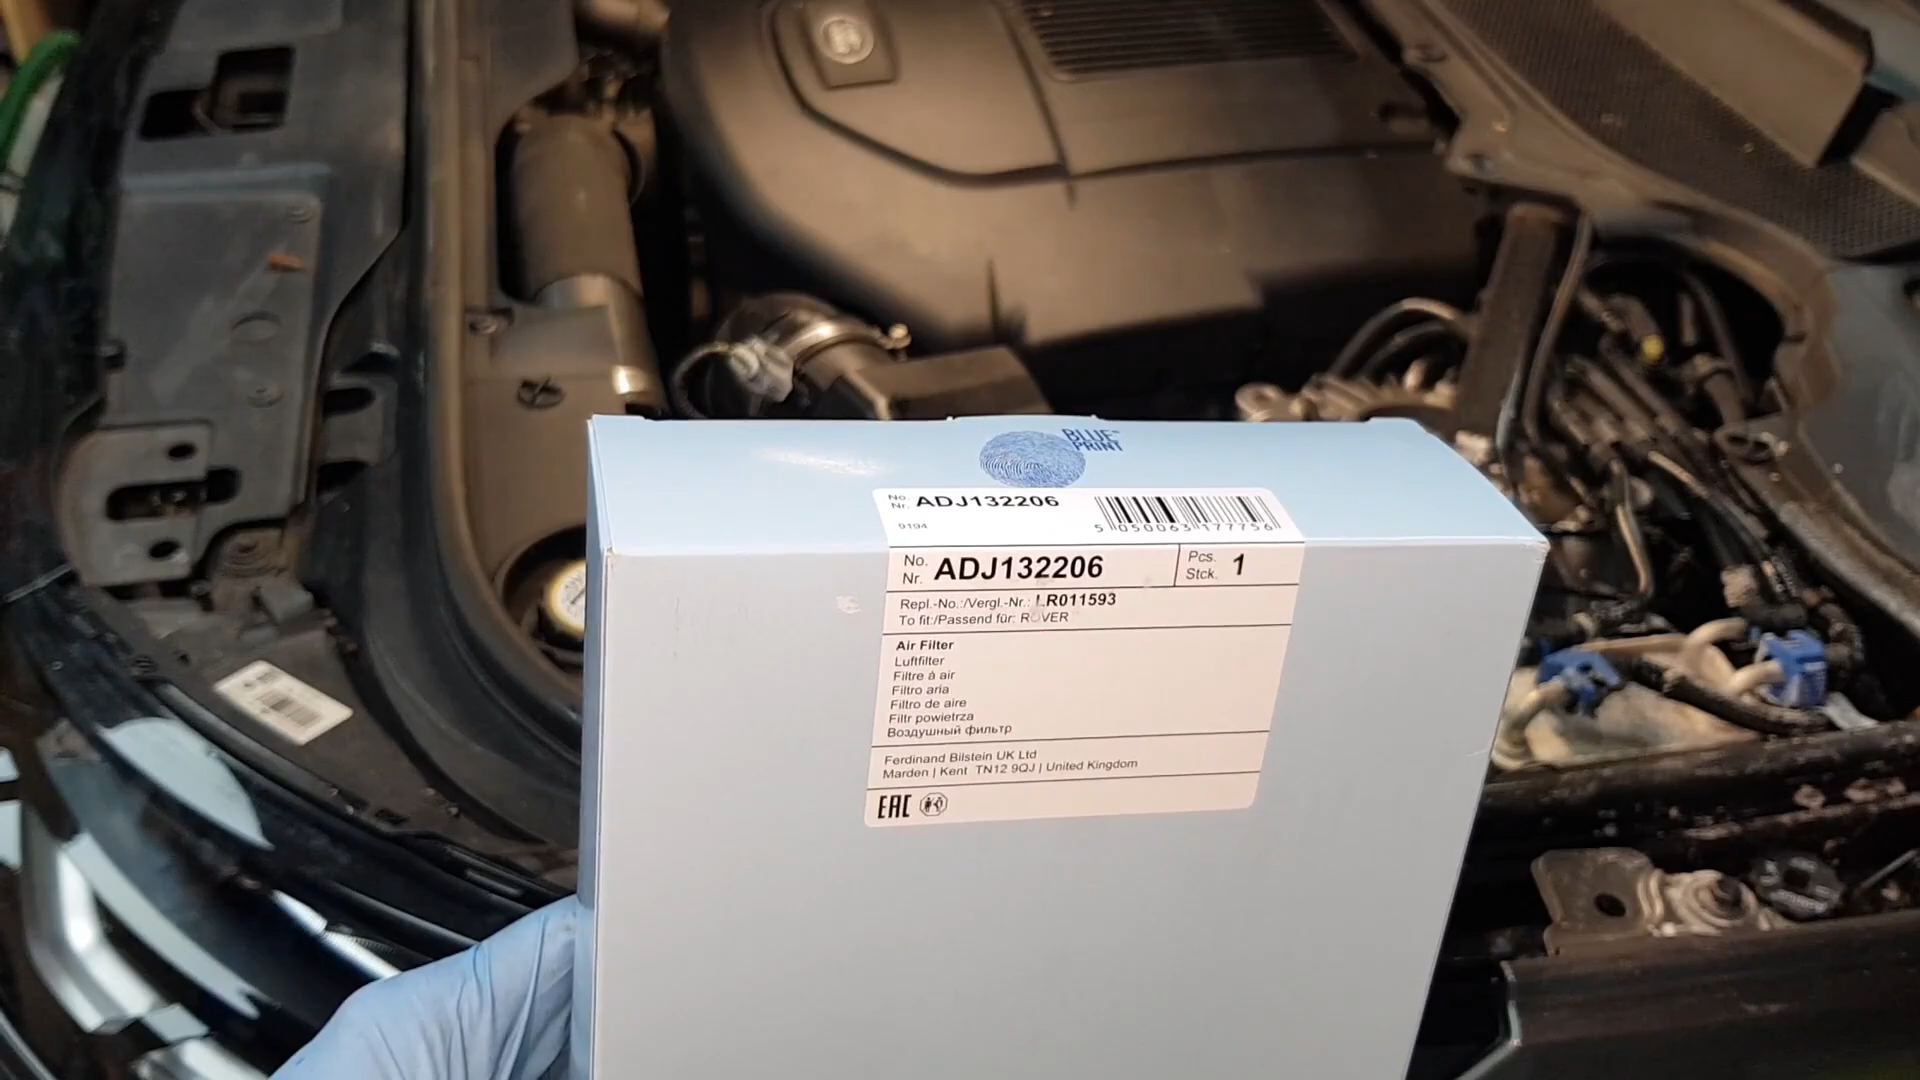 BLUE
PRINT
No.
Nr. ADJ132206
9194
5 050063 177756
No.
Nr. ADJ132206
Pcs.
Stck. 1
Repl.-No.:/Vergl.-Nr.: LR011593
To fit:/Passend für: ROVER
Air Filter
Luftfilter
Filtre à air
Filtro aria
Filtro de aire
Filtr powietrza
Воздушный фильтр
Ferdinand Bilstein UK Ltd
Marden | Kent TN12 9QJ | United Kingdom
EAC